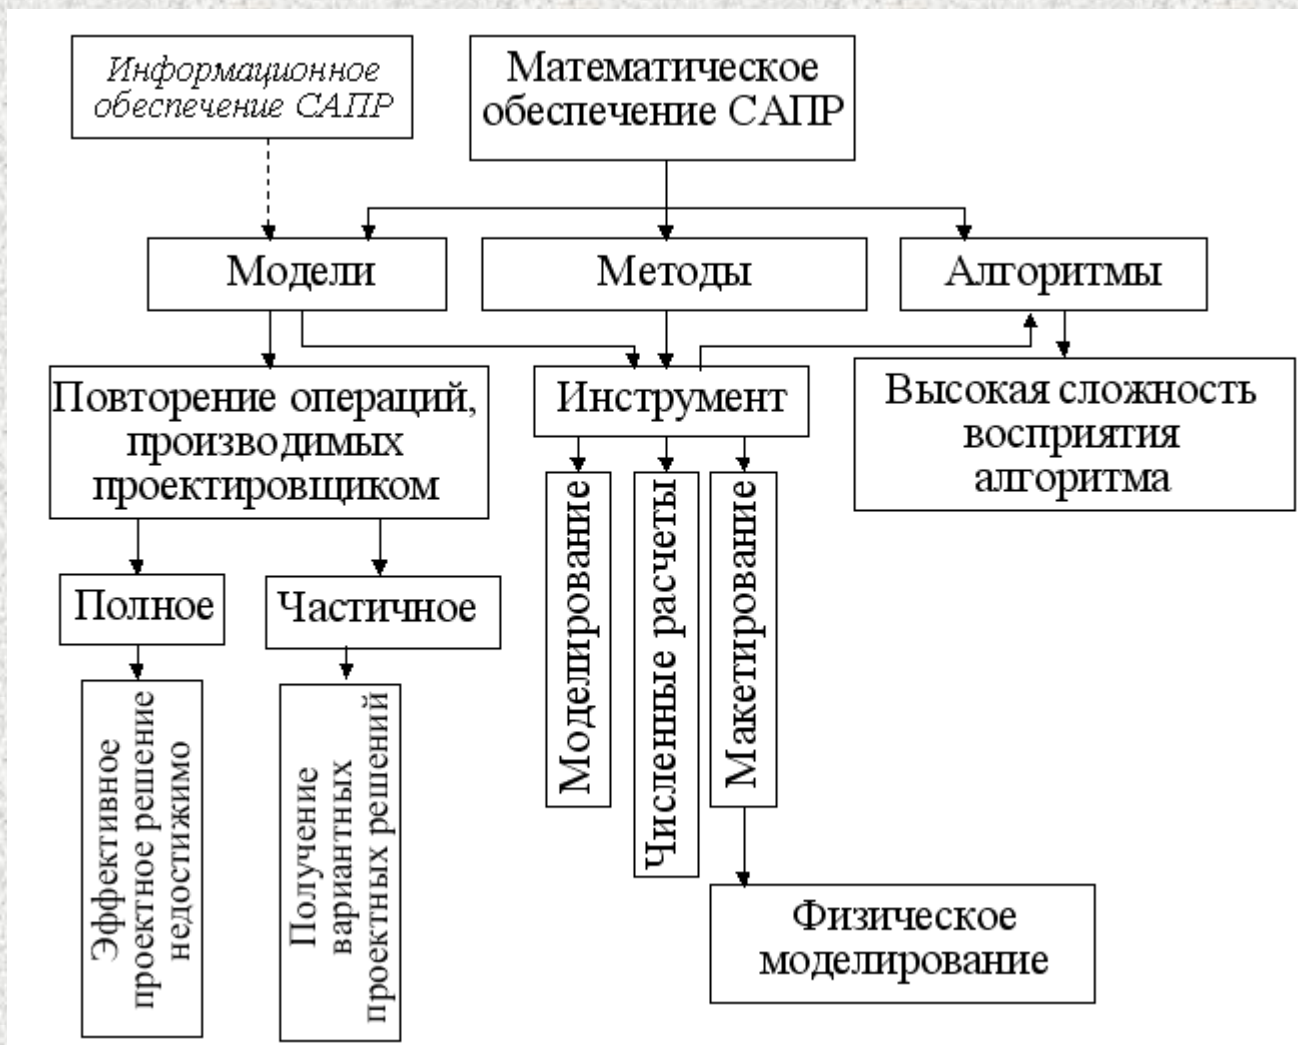 Информационное
обеспечение САПР
Математическое
обеспечение САПР
Модели
Методы
Алгоритмы
Повторение операций,
производимых
проектировщиком
Инструмент
Высокая сложность
восприятия
алгоритма
Полное
Частичное
Моделирование
Численные расчеты
Макетирование
Эффективное
проектное решение
недостижимо
Получение
вариантных
проектных решений
Физическое
моделирование